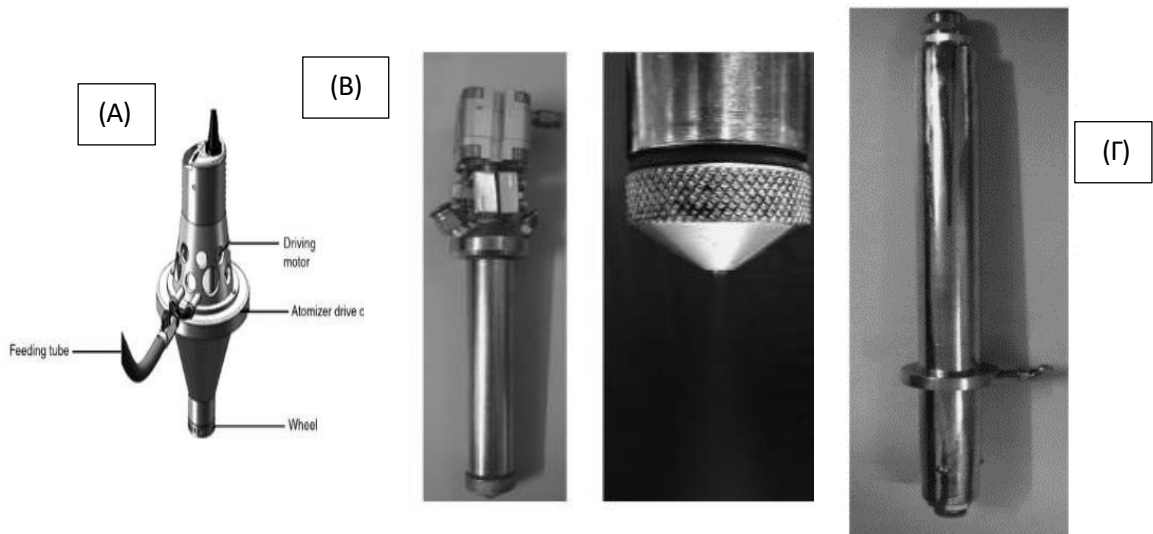 (Α)
(Β)
(Γ)
Driving
motor
Atomizer drive c
Feeding tube
Wheel